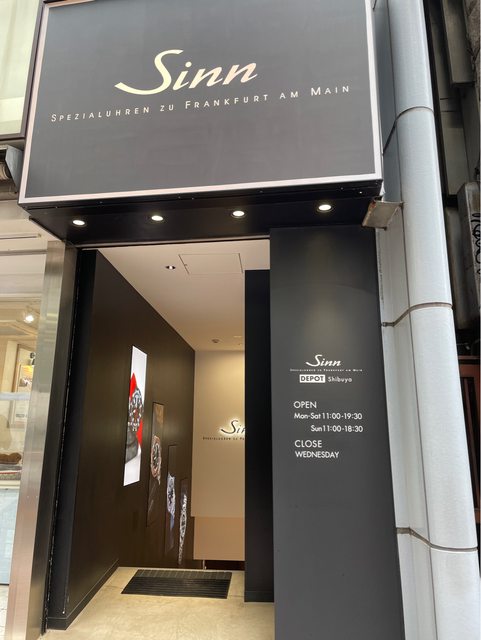 Sinn
SPEZIALUHREN ZU FRANKFURT AM MAIN
Sinn
SPEZIALUHREN ZU FRANKFURT AM MAIN
DEPOT Shibuya
OPEN
Mon-Sat 11:00-19:30
Sun 11:00-18:30
CLOSE
WEDNESDAY